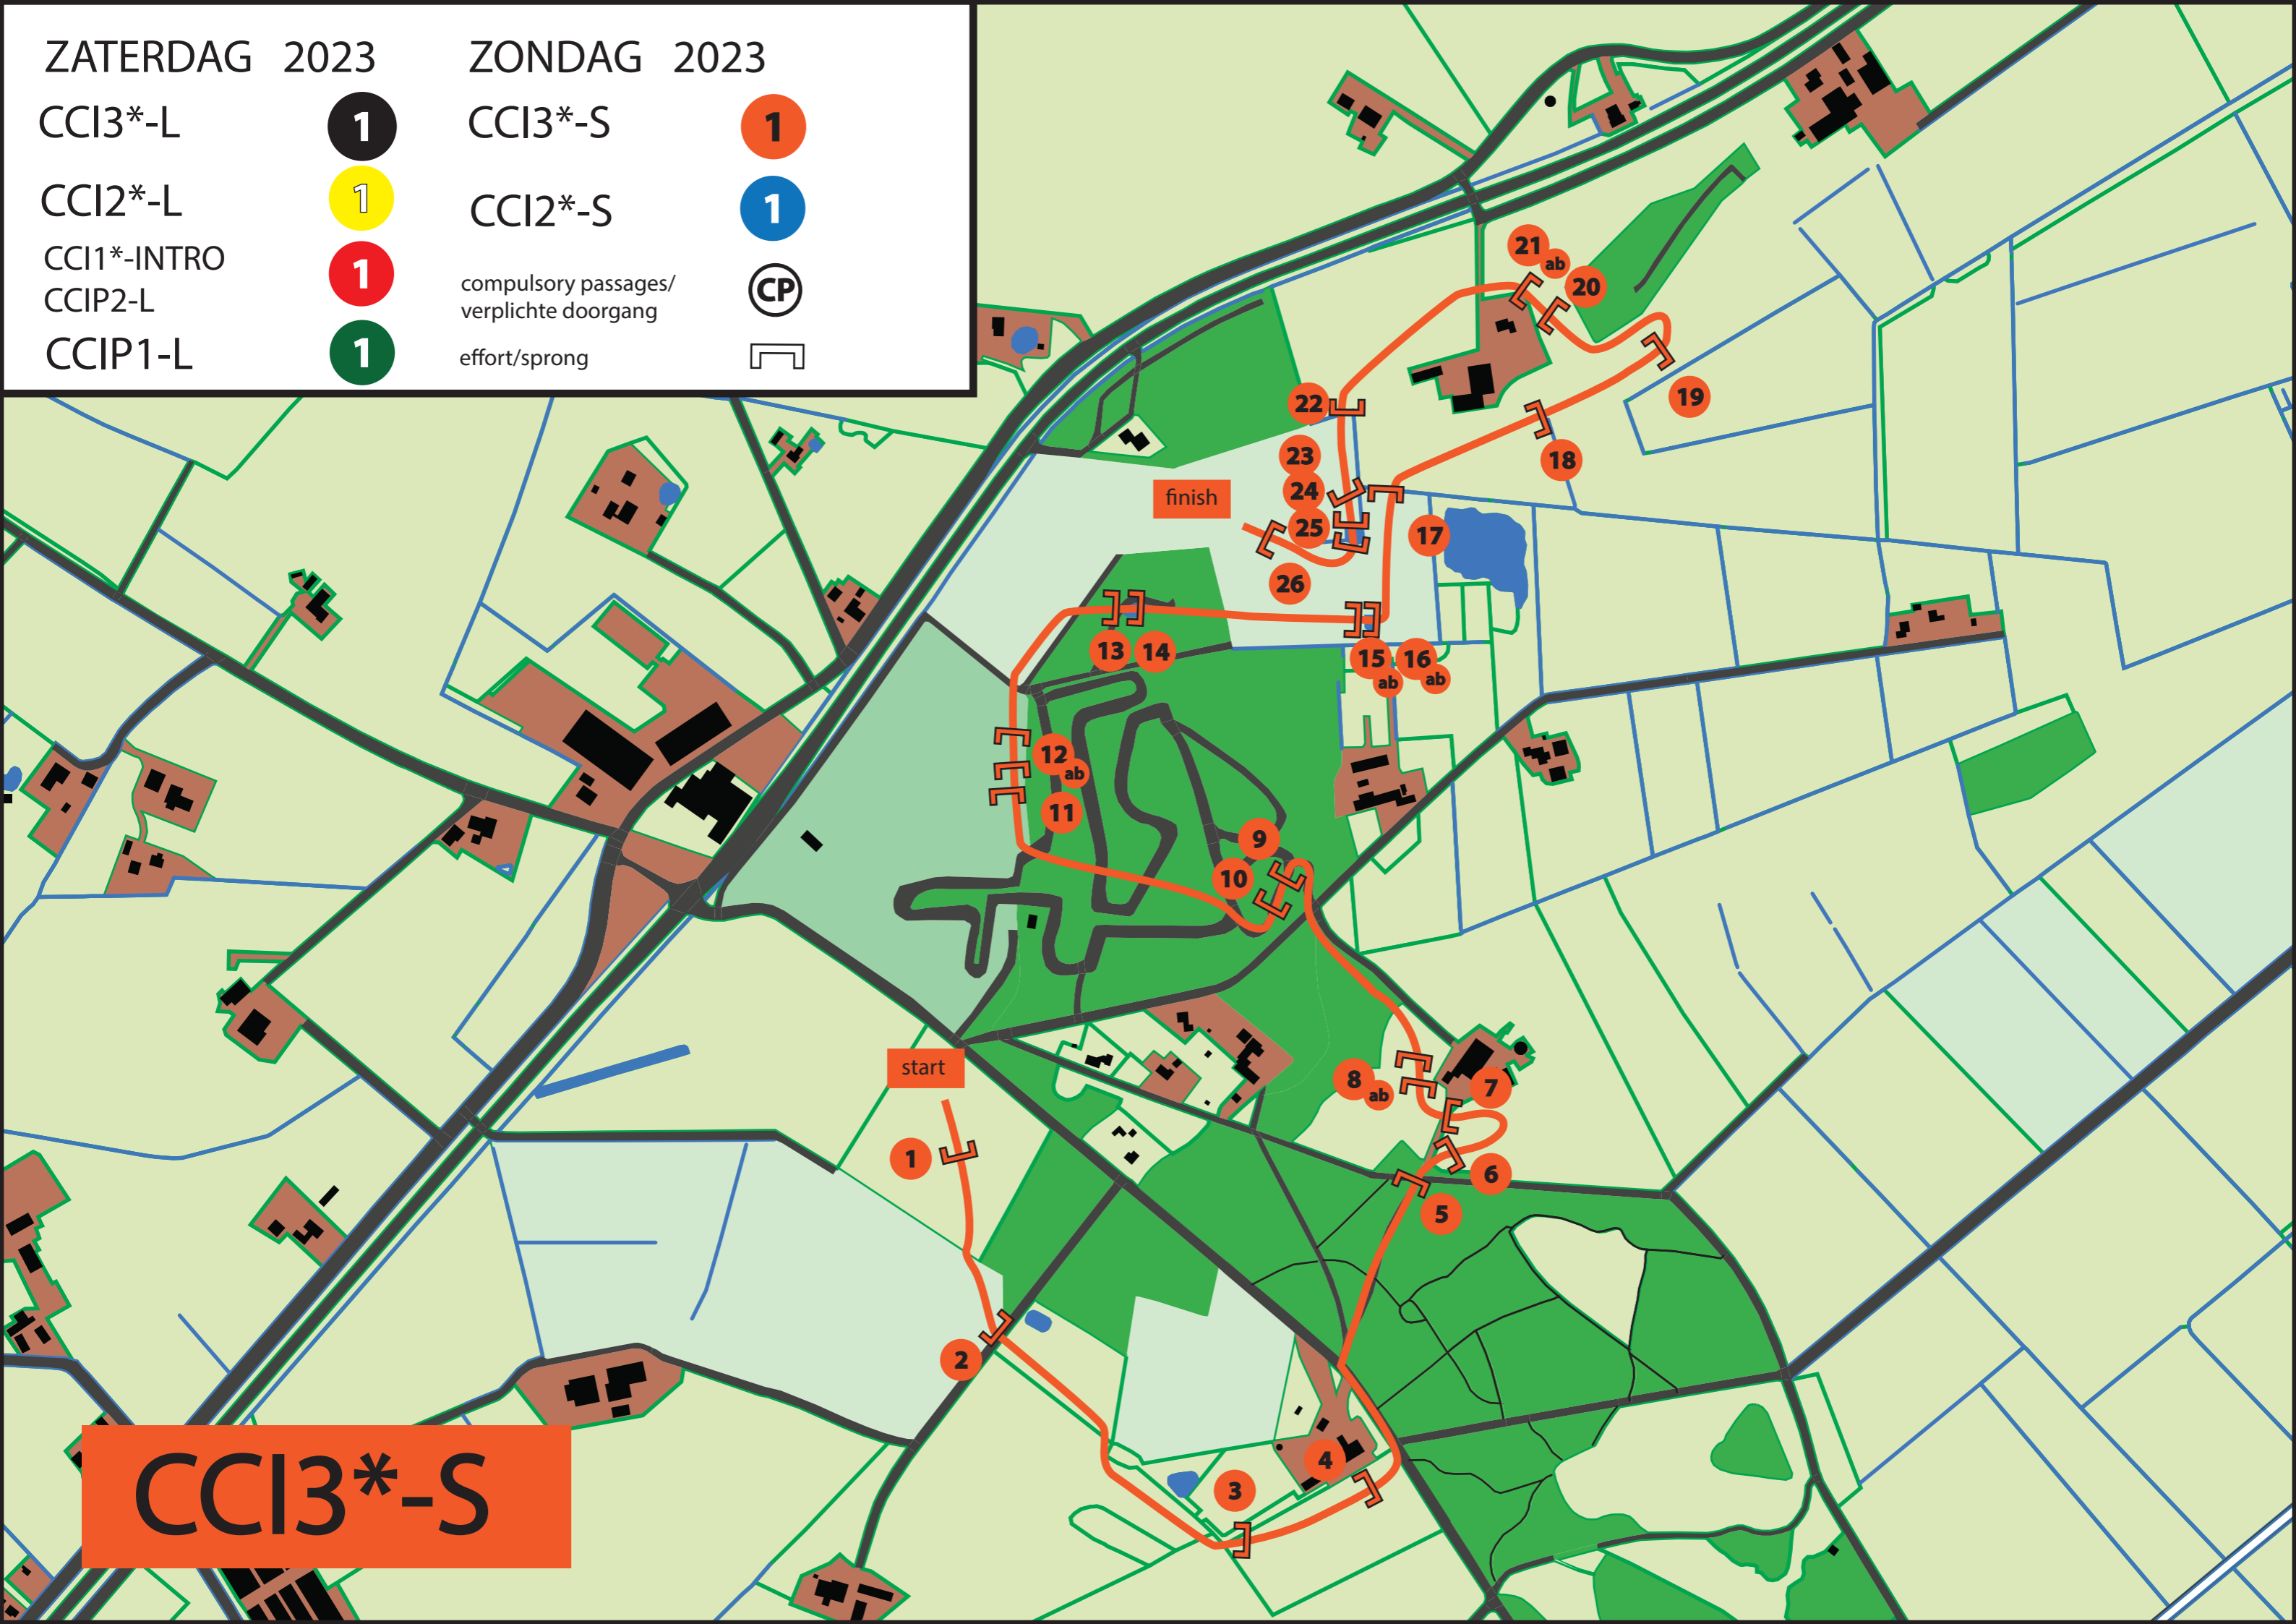 ZATERDAG 2023
CCI3*-L 1
CCI2*-L 1
CCI1*-INTRO
CCIP2-L 1
CCIP1-L 1
ZONDAG 2023
CCI3*-S 1
CCI2*-S 1
compulsory passages/
verplichte doorgang CP
effort/sprong
21
ab
20
22
19
23
18
24
finish
25
17
26
13 14
15 16
ab ab
12
ab
11
9
10
start
8
ab
7
1
6
5
2
4
3
CCI3*-S